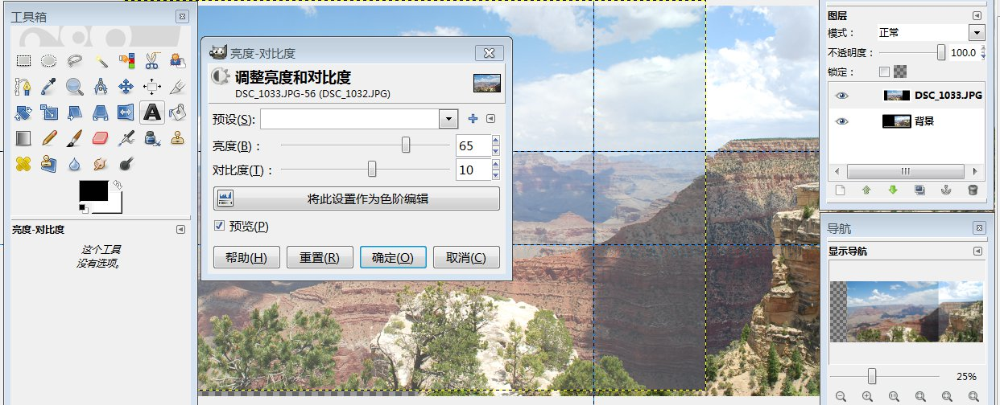 工具箱
亮度-对比度
这个工具
没有选项。
亮度-对比度
调整亮度和对比度
DSC_1033.JPG-56 (DSC_1032.JPG)
预设(S):
亮度(B)：
65
对比度(T)：
10
将此设置作为色阶编辑
预览(P)
帮助(H)
重置(R)
确定(O)
取消(C)
图层
模式：
正常
不透明度：
100.0
锁定：
DSC_1033.JPG
背景
导航
显示导航
25%